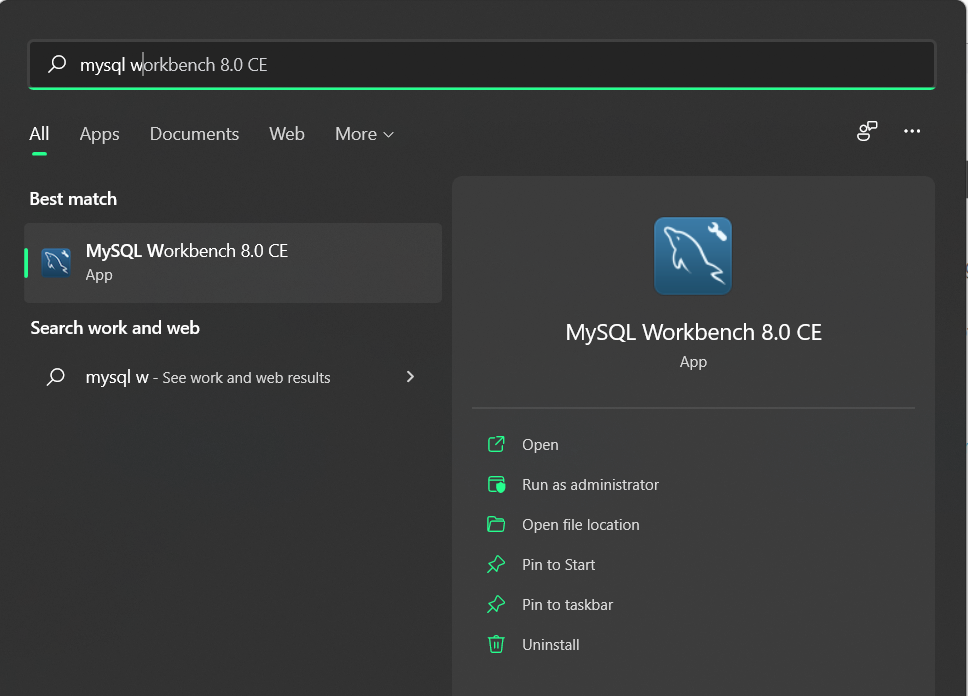 mysql workbench 8.0 CE
All Apps Documents Web More
Best match
MySQL Workbench 8.0 CE
App
Search work and web
mysql w - See work and web results
MySQL Workbench 8.0 CE
App
Open
Run as administrator
Open file location
Pin to Start
Pin to taskbar
Uninstall